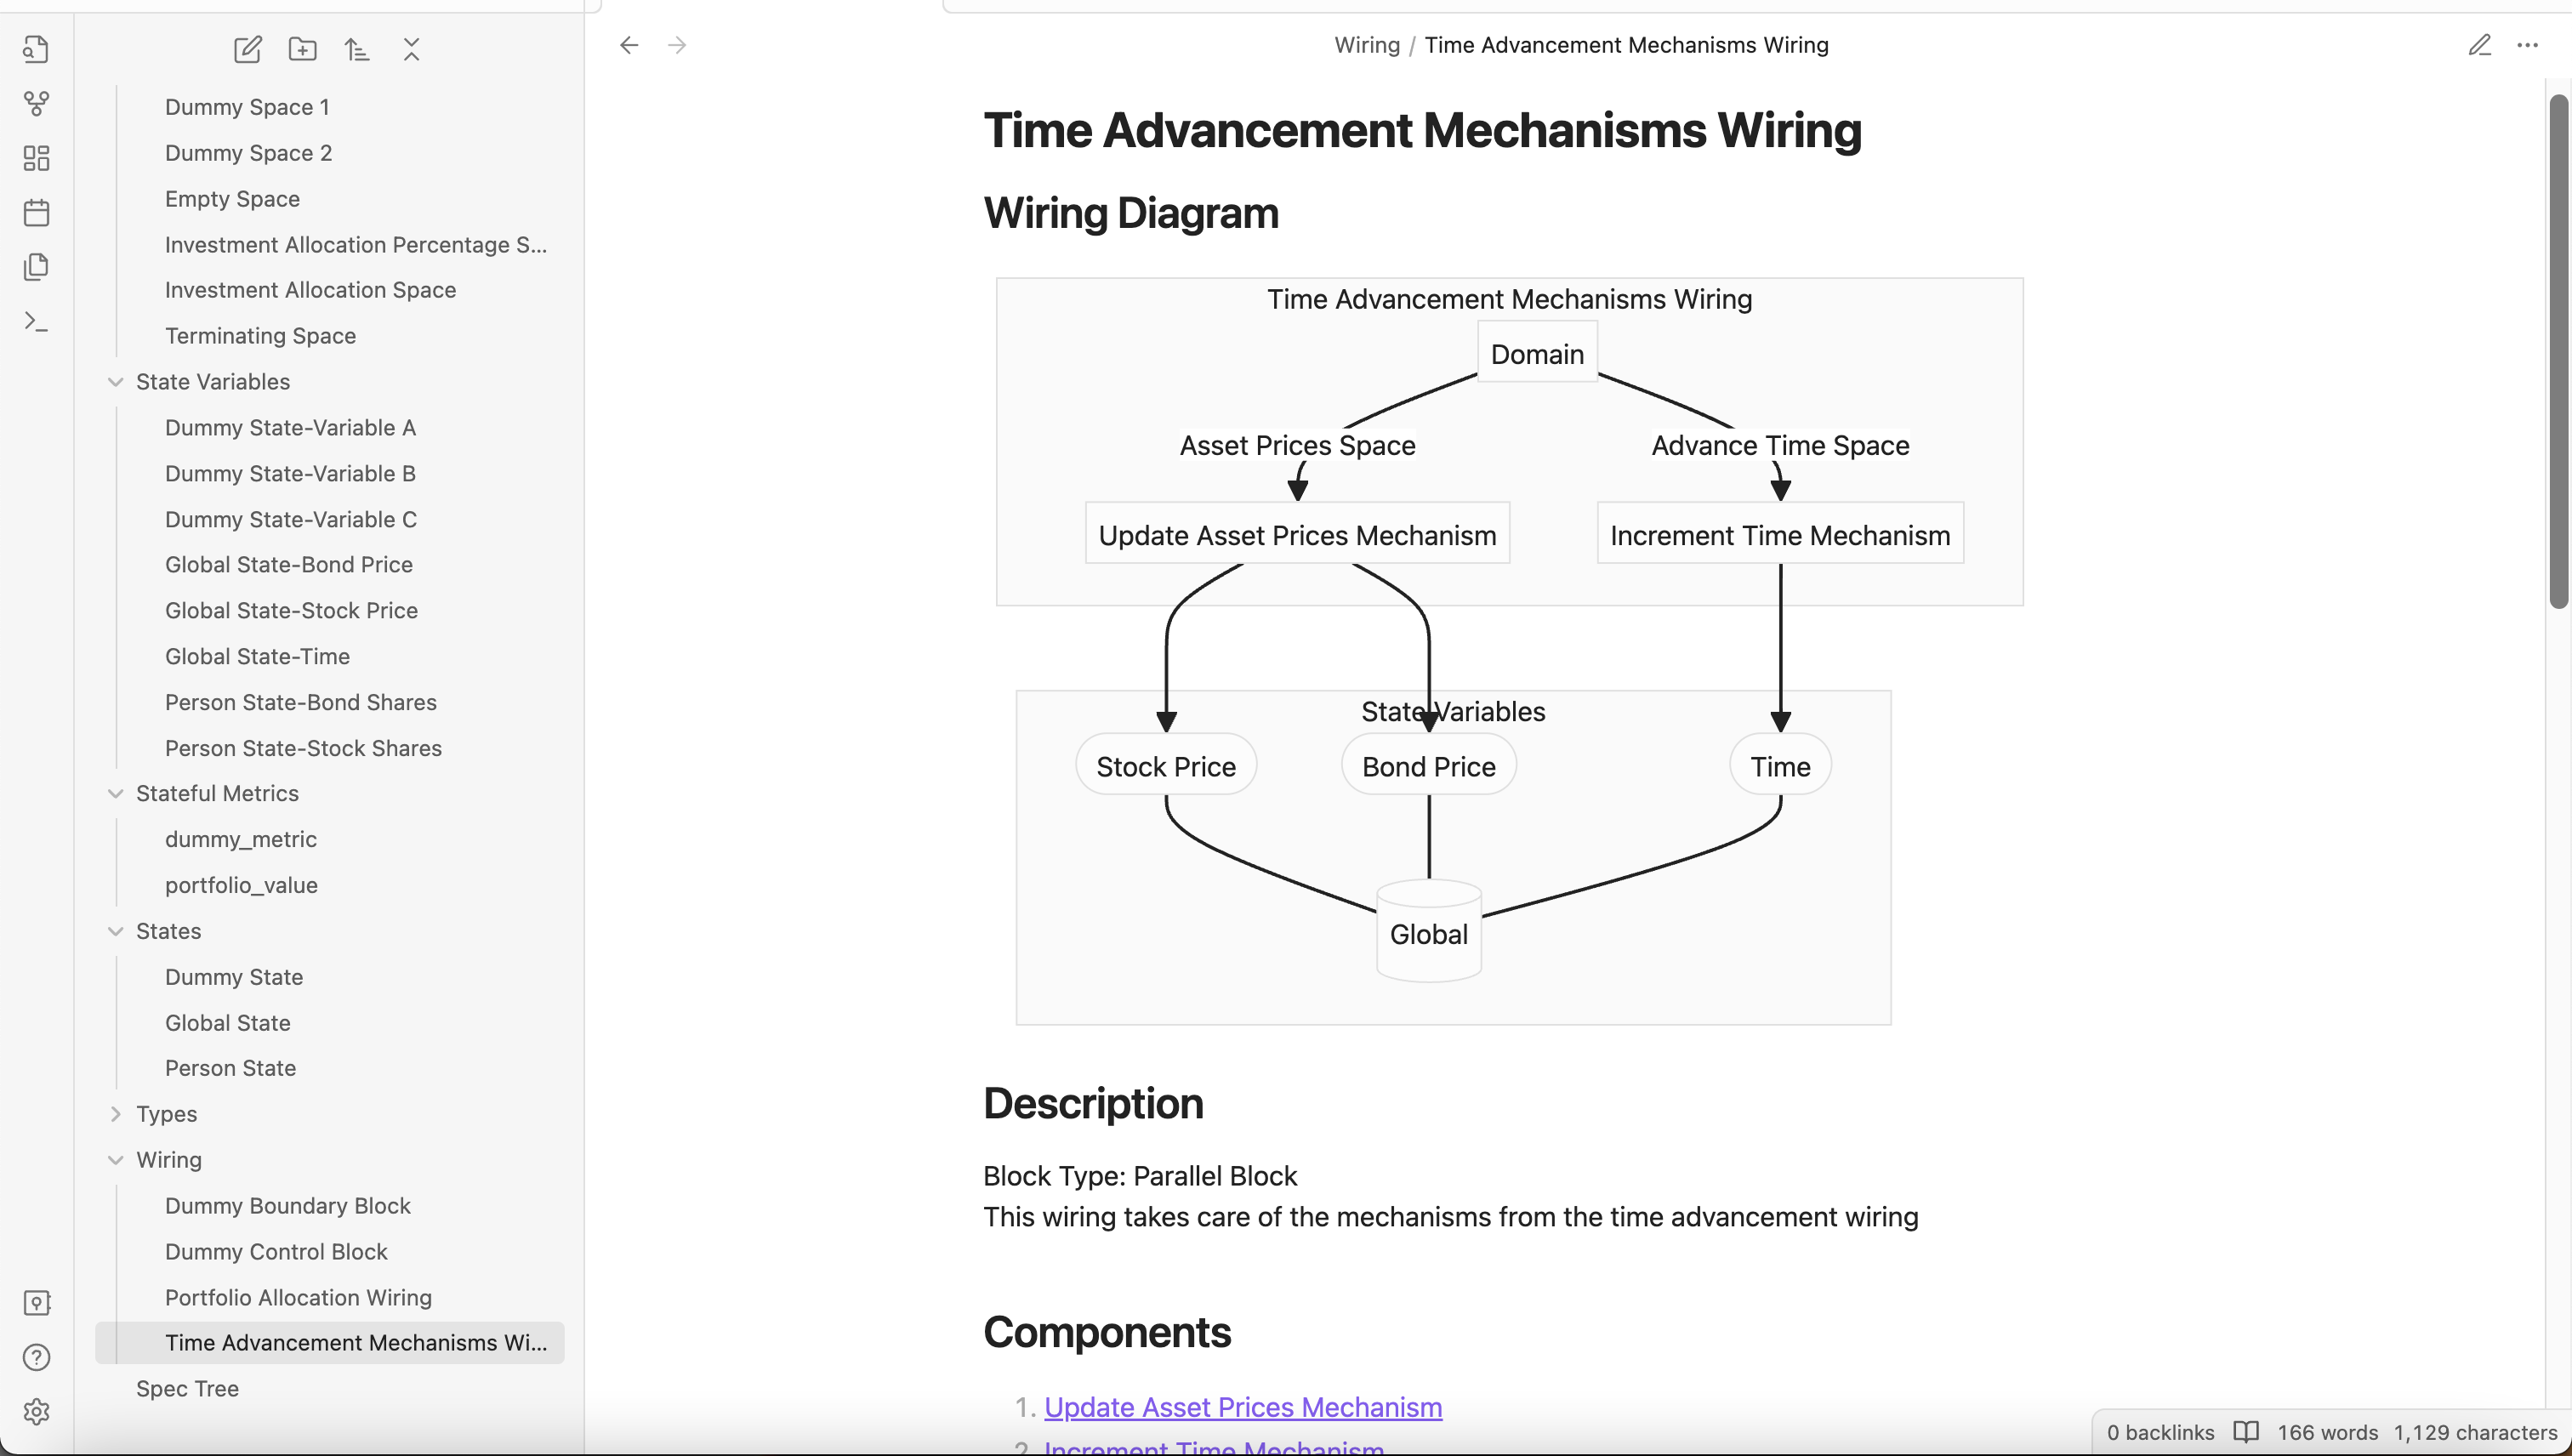 Dummy Space 1
Dummy Space 2
Empty Space
Investment Allocation Percentage S...
Investment Allocation Space
Terminating Space
State Variables
Dummy State-Variable A
Dummy State-Variable B
Dummy State-Variable C
Global State-Bond Price
Global State-Stock Price
Global State-Time
Person State-Bond Shares
Person State-Stock Shares
Stateful Metrics
dummy_metric
portfolio_value
States
Dummy State
Global State
Person State
Types
Wiring
Dummy Boundary Block
Dummy Control Block
Portfolio Allocation Wiring
Time Advancement Mechanisms Wi...
Spec Tree
Wiring / Time Advancement Mechanisms Wiring
Time Advancement Mechanisms Wiring
Wiring Diagram
Time Advancement Mechanisms Wiring
Domain
Asset Prices Space
Advance Time Space
Update Asset Prices Mechanism
Increment Time Mechanism
State Variables
Stock Price
Bond Price
Time
Global
Description
Block Type: Parallel Block
This wiring takes care of the mechanisms from the time advancement wiring
Components
1. Update Asset Prices Mechanism
2. Increment Time Mechanism
0 backlinks 166 words 1,129 characters